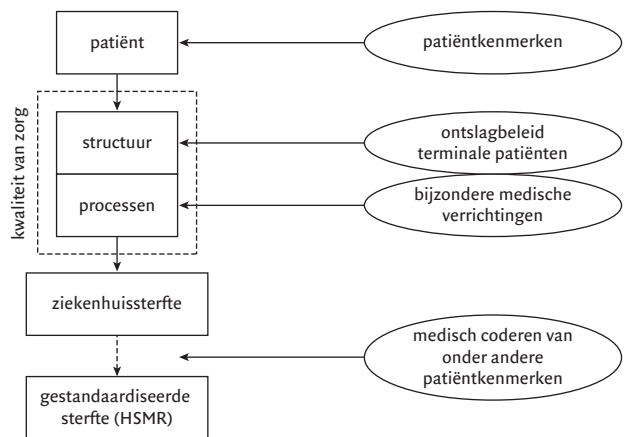 patiënt
patiëntkenmerken
kwaliteit van zorg
structuur
ontslagbeleid
terminale patiënten
processen
bijzondere medische
verrichtingen
ziekenhuissterfte
medisch coderen van
onder andere
patiëntkenmerken
gestandaardiseerde
sterfte (HSMR)